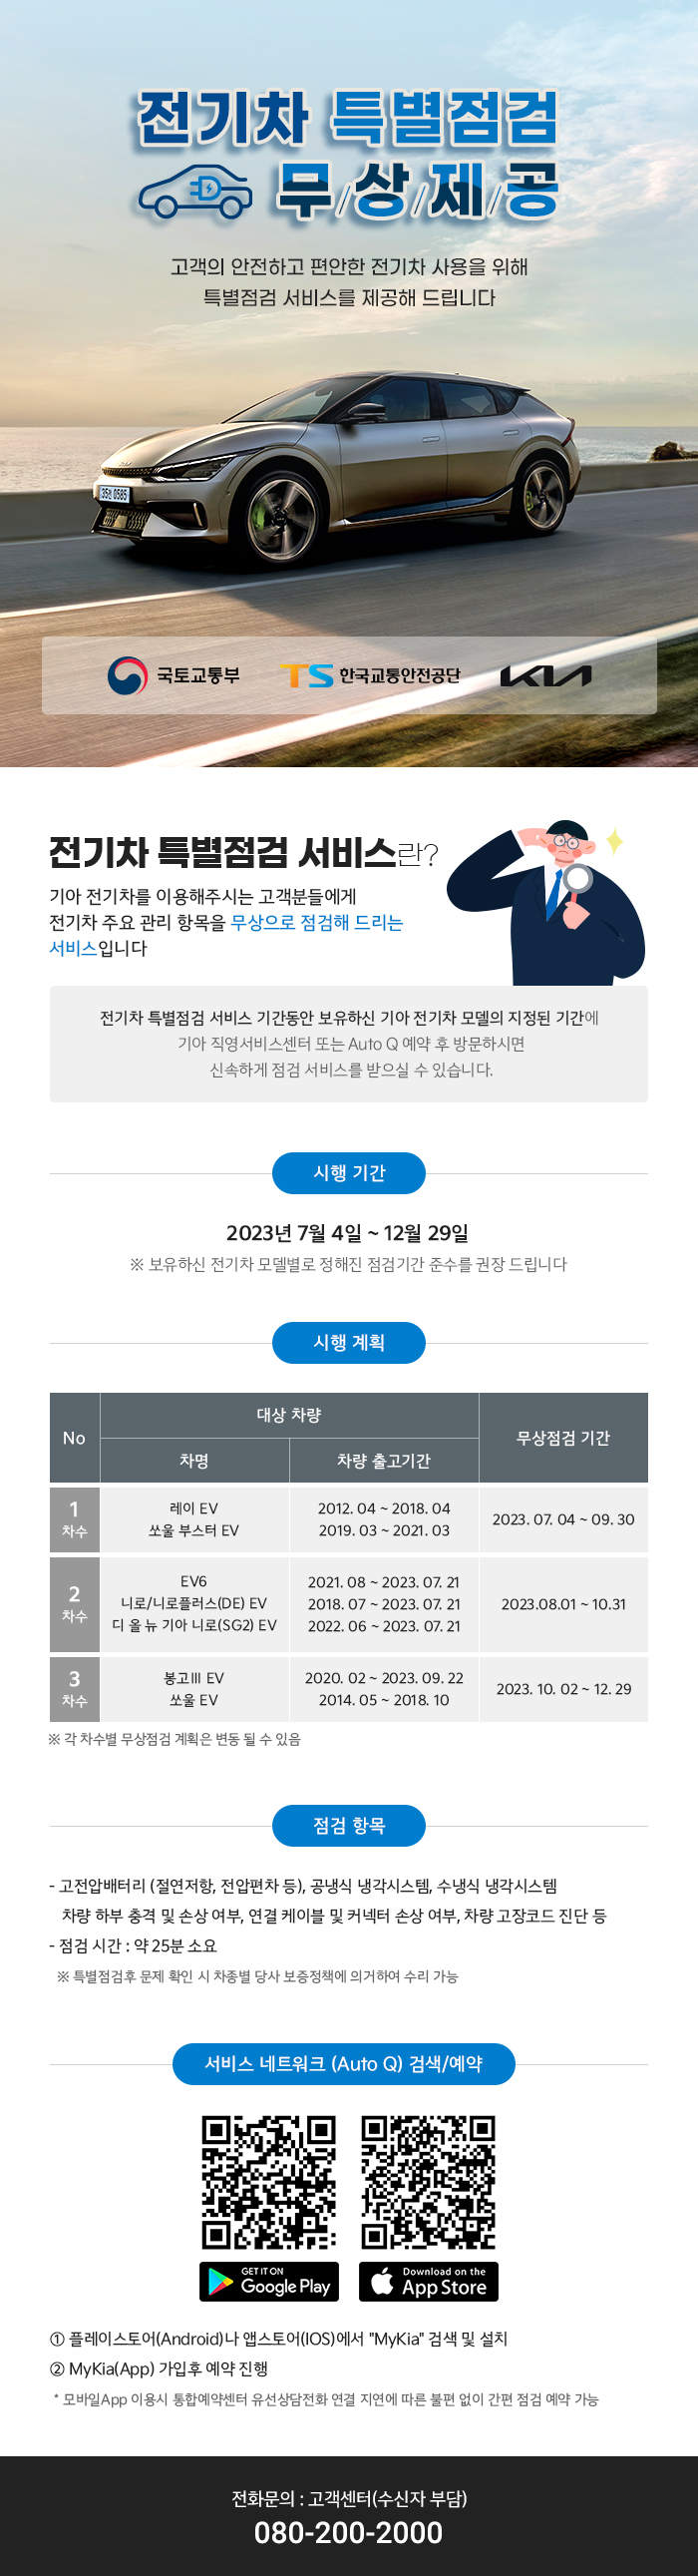 전기차 특별점검
무/상/제/공
고객의 안전하고 편안한 전기차 사용을 위해
특별점검 서비스를 제공해 드립니다
35전 0585
국토교통부 TS 한국교통안전공단 KIA
전기차 특별점검 서비스란?
기아 전기차를 이용해주시는 고객분들에게
전기차 주요 관리 항목을 무상으로 점검해 드리는
서비스입니다
전기차 특별점검 서비스 기간동안 보유하신 기아 전기차 모델의 지정된 기간에
기아 직영서비스센터 또는 Auto Q 예약 후 방문하시면
신속하게 점검 서비스를 받으실 수 있습니다.
시행 기간
2023년 7월 4일 ~ 12월 29일
※ 보유하신 전기차 모델별로 정해진 점검기간 준수를 권장 드립니다
시행 계획
No 대상 차량 무상점검 기간
차명 차량 출고기간
1 차수
레이 EV 2012. 04 ~ 2018. 04
쏘울 부스터 EV 2019. 03 ~ 2021. 03
2023. 07. 04 ~ 09. 30
2 차수
EV6 2021. 08 ~ 2023. 07. 21
니로/니로플러스(DE) EV 2018. 07 ~ 2023. 07. 21
디 올 뉴 기아 니로(SG2) EV 2022. 06 ~ 2023. 07. 21
2023.08.01 ~ 10.31
3 차수
봉고Ⅲ EV 2020. 02 ~ 2023. 09. 22
쏘울 EV 2014. 05 ~ 2018. 10
2023. 10. 02 ~ 12. 29
※ 각 차수별 무상점검 계획은 변동 될 수 있음
점검 항목
- 고전압배터리 (절연저항, 전압편차 등), 공냉식 냉각시스템, 수냉식 냉각시스템
차량 하부 충격 및 손상 여부, 연결 케이블 및 커넥터 손상 여부, 차량 고장코드 진단 등
- 점검 시간 : 약 25분 소요
※ 특별점검후 문제 확인 시 차종별 당사 보증정책에 의거하여 수리 가능
서비스 네트워크 (Auto Q) 검색/예약
GET IT ON
Google Play
Download on the
App Store
① 플레이스토어(Android)나 앱스토어(IOS)에서 "MyKia" 검색 및 설치
② MyKia(App) 가입후 예약 진행
* 모바일App 이용시 통합예약센터 유선상담전화 연결 지연에 따른 불편 없이 간편 점검 예약 가능
전화문의 : 고객센터(수신자 부담)
080-200-2000